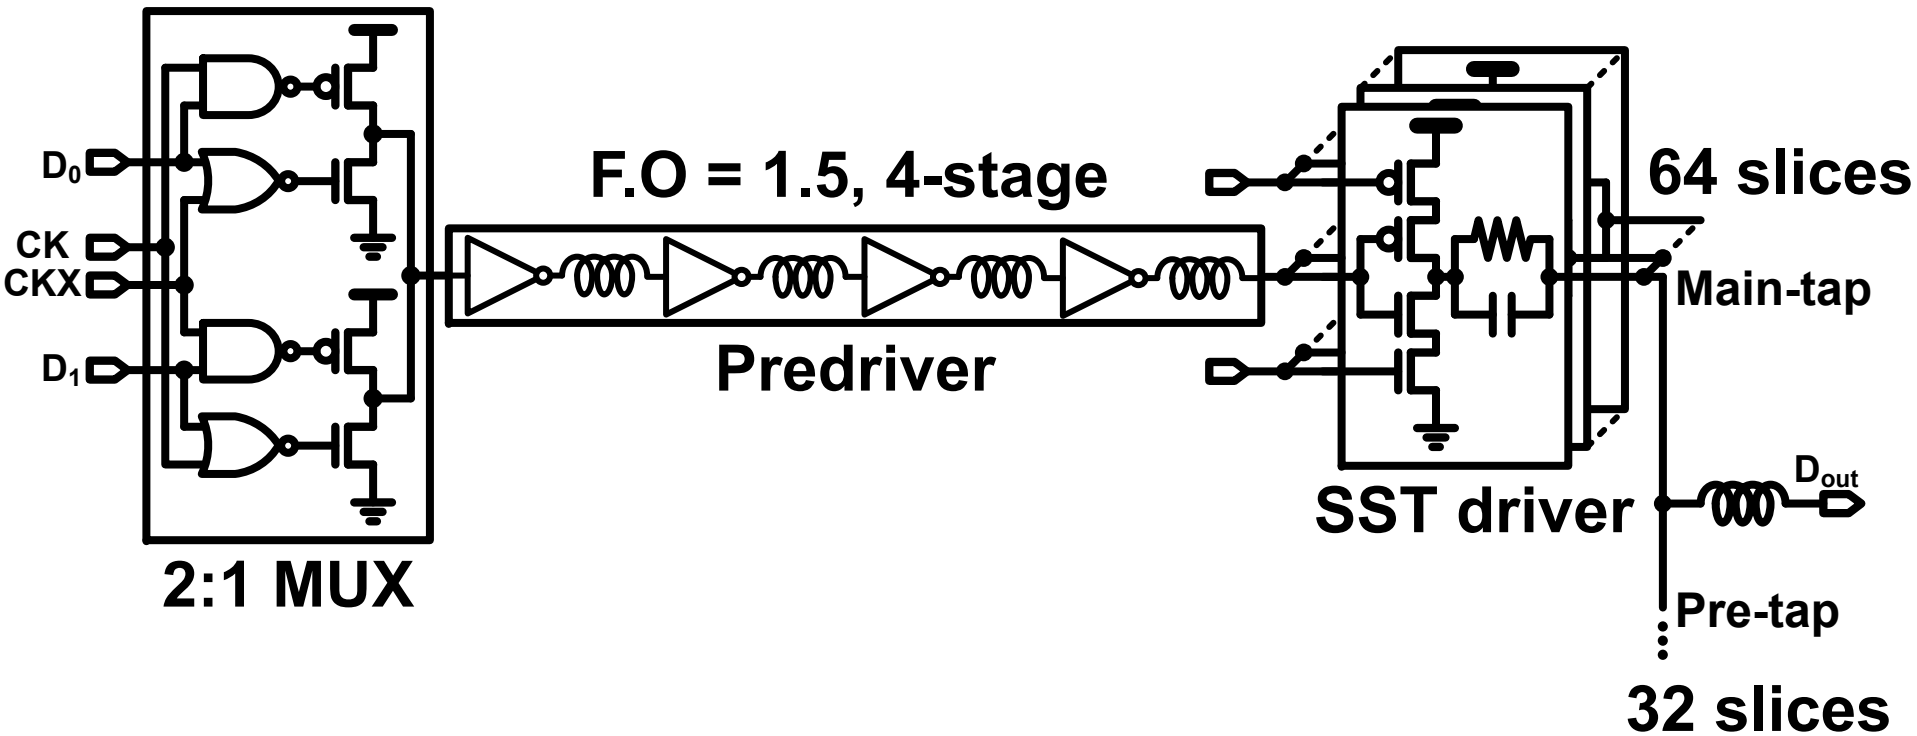 D0
CK
CKX
D1
2:1 MUX
F.O = 1.5, 4-stage
Predriver
64 slices
Main-tap
SST driver
Dout
Pre-tap
32 slices